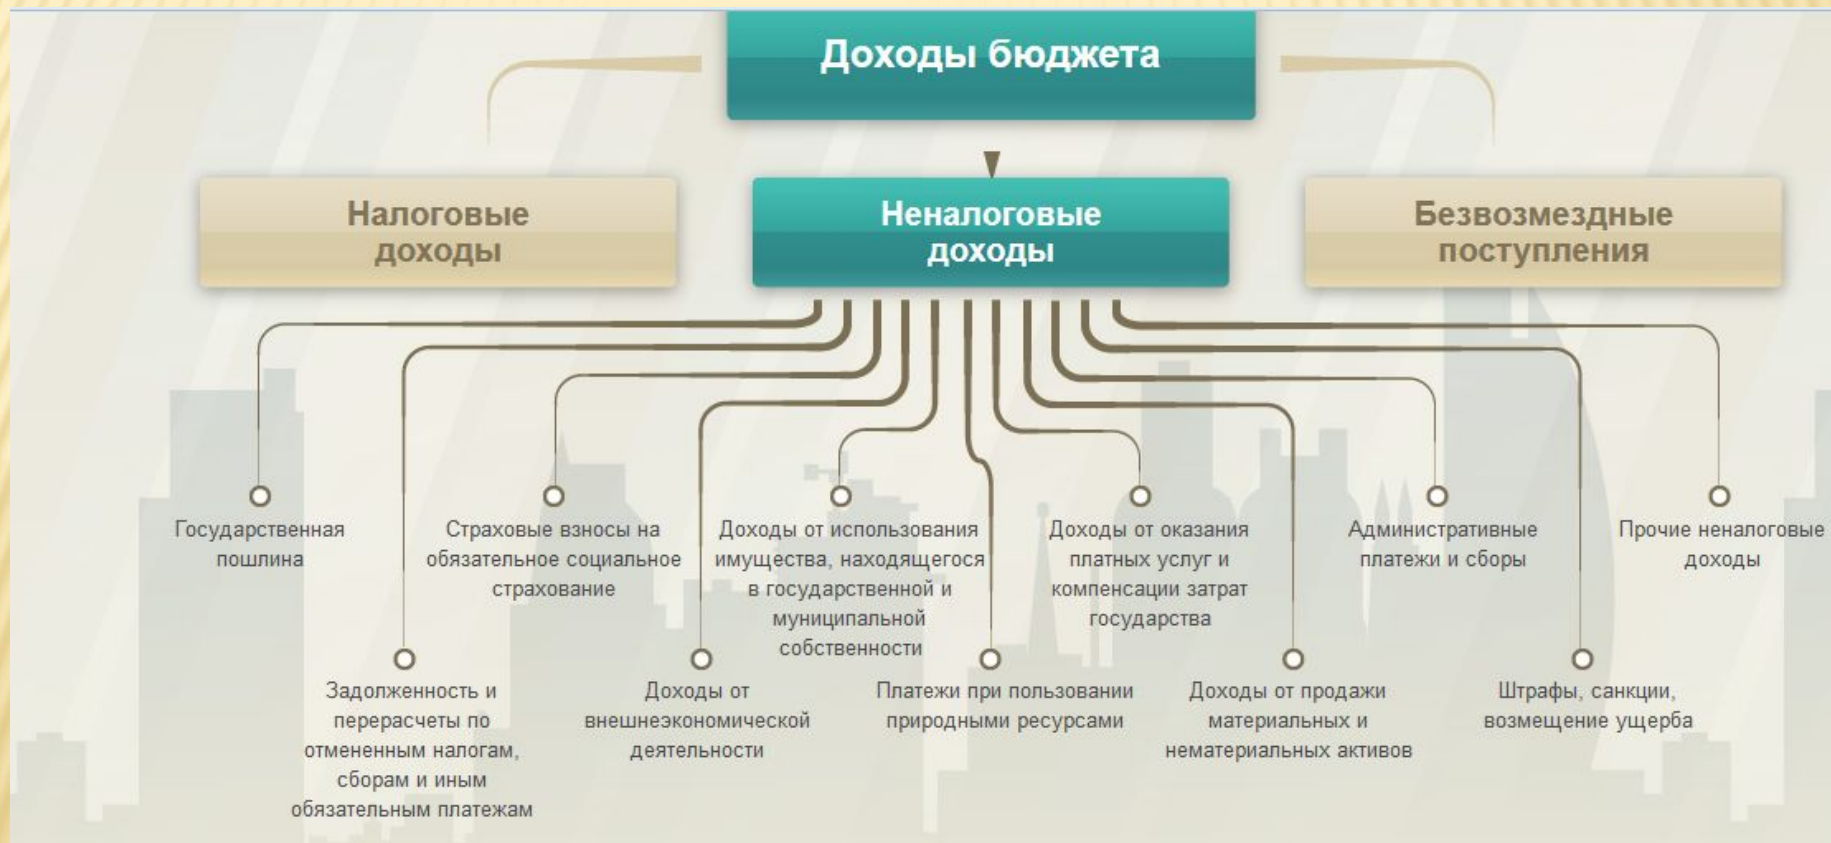 Доходы бюджета
Налоговые
доходы
Неналоговые
доходы
Безвозмездные
поступления
Государственная
пошлина
Страховые взносы на
обязательное социальное
страхование
Доходы от использования
имущества, находящегося
в государственной и
муниципальной
собственности
Доходы от оказания
платных услуг и
компенсации затрат
государства
Административные
платежи и сборы
Прочие неналоговые
доходы
Задолженность и
перерасчеты по
отмененным налогам,
сборам и иным
обязательным платежам
Доходы от
внешнеэкономической
деятельности
Платежи при пользовании
природными ресурсами
Доходы от продажи
материальных и
нематериальных активов
Штрафы, санкции,
возмещение ущерба